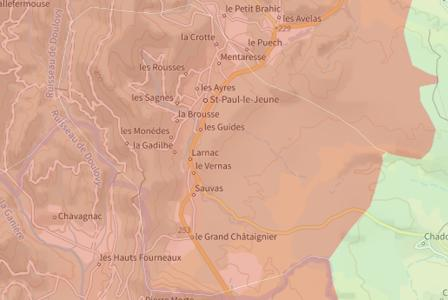 le Petit Brahic
les Avelas
229
la Crotte
le Puech
Mentaresse
les Rousses
Ruisseau de Doulovy
les Ayres
les Sagnes
St-Paul-le-Jeune
la Brousse
les Guides
les Monèdes
la Gadilhe
Ruisseau de Doulovy
Larnac
le Vernas
Sauvas
la Ganière
Chavagnac
253
le Grand Châtaignier
les Hauts Fourneaux